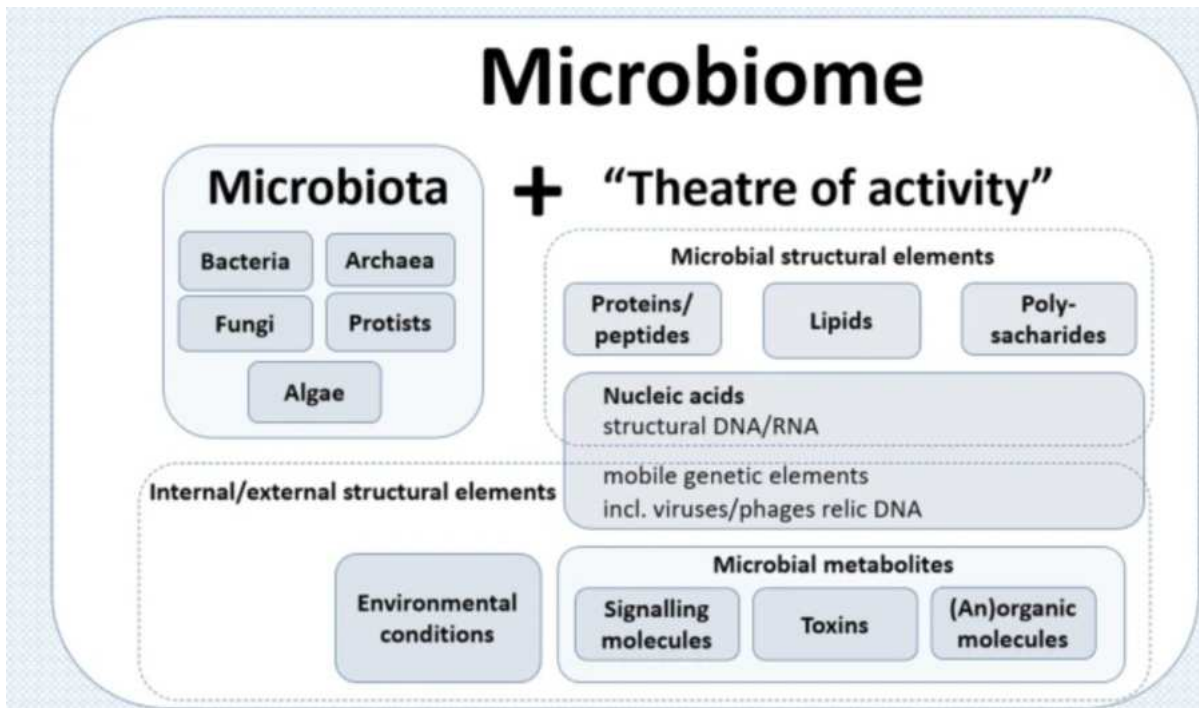 Microbiome
Microbiota
+
“Theatre of activity”
Bacteria
Archaea
Fungi
Protists
Algae
Microbial structural elements
Proteins/
peptides
Lipids
Poly-
sacharides
Nucleic acids
structural DNA/RNA
mobile genetic elements
incl. viruses/phages relic DNA
Internal/external structural elements
Environmental
conditions
Microbial metabolites
Signalling
molecules
Toxins
(An)organic
molecules